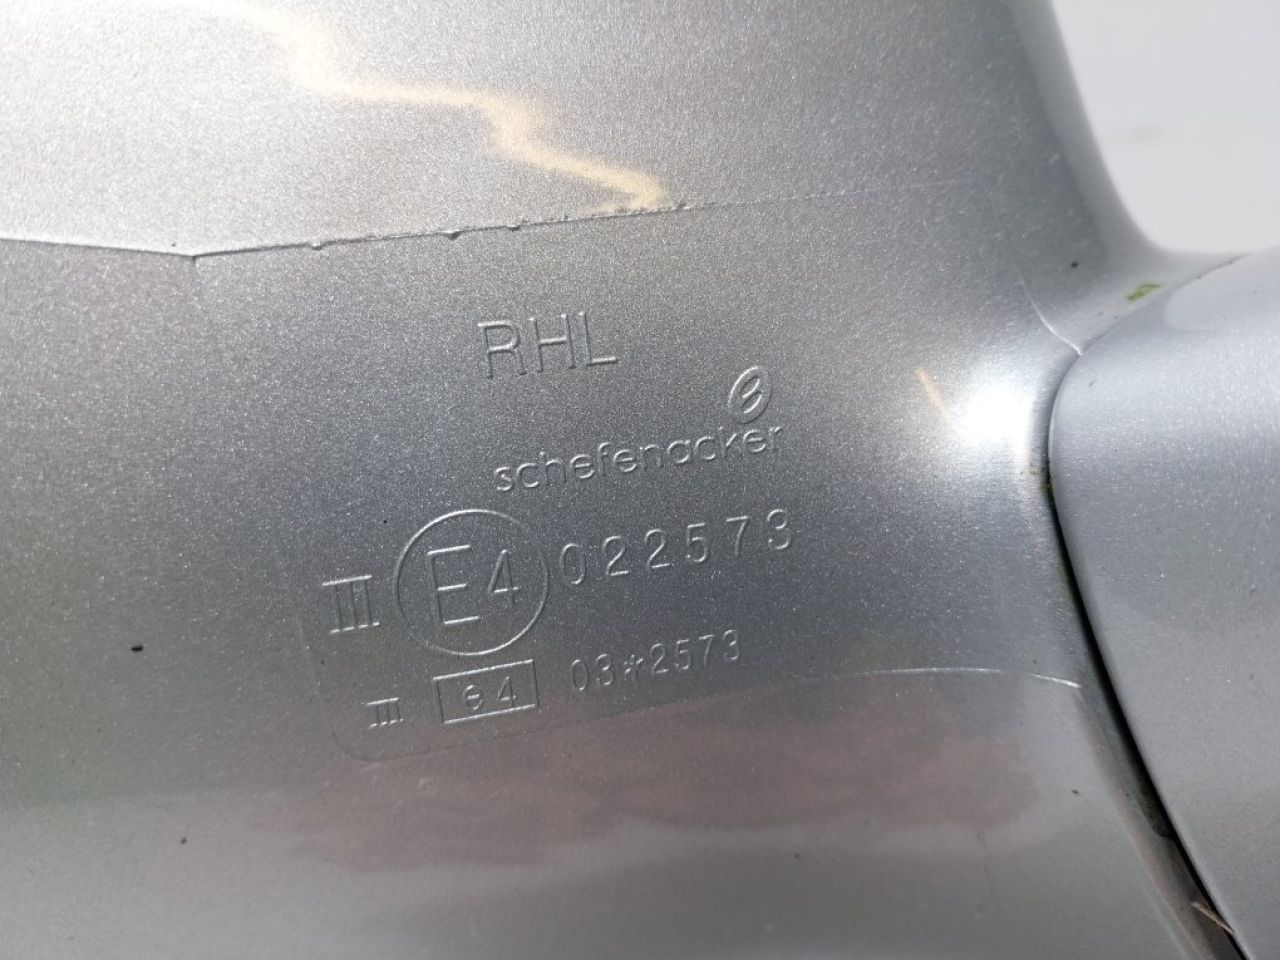 RHL
schefenacker
III E4 022573
III e4 03*2573